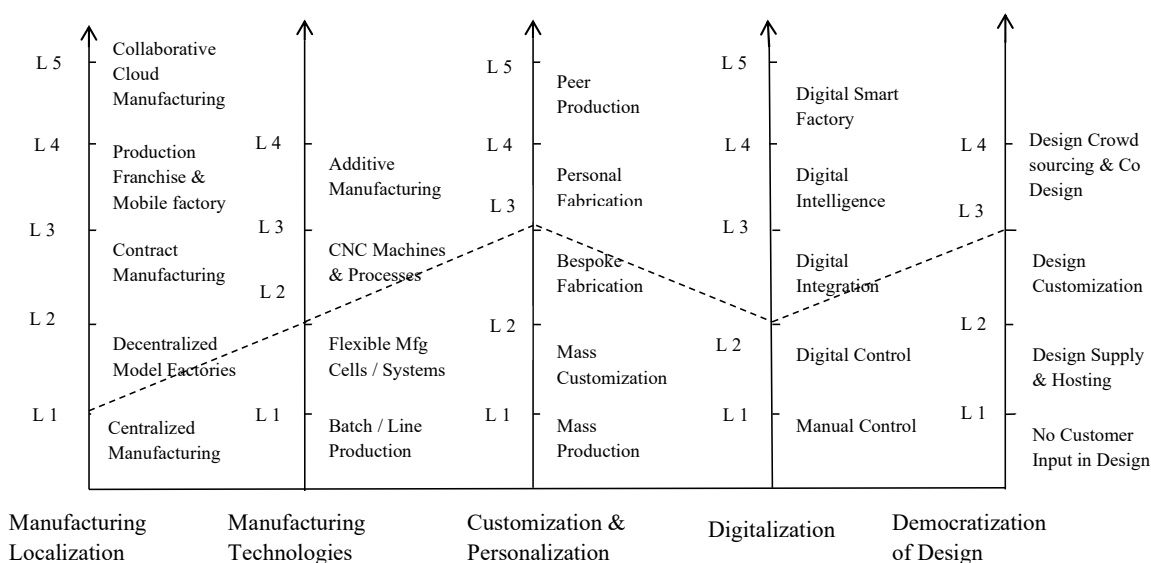 L 5
L 4
L 3
L 2
L 1
Collaborative
Cloud
Manufacturing
Production
Franchise &
Mobile factory
Contract
Manufacturing
Decentralized
Model Factories
Centralized
Manufacturing
Manufacturing
Localization
L 4
L 3
L 2
L 1
Additive
Manufacturing
CNC Machines
& Processes
Flexible Mfg
Cells / Systems
Batch / Line
Production
Manufacturing
Technologies
L 5
L 4
L 3
L 2
L 1
Peer
Production
Personal
Fabrication
Bespoke
Fabrication
Mass
Customization
Mass
Production
Customization &
Personalization
L 5
L 4
L 3
L 2
L 1
Digital Smart
Factory
Digital
Intelligence
Digital
Integration
Digital Control
Manual Control
Digitalization
L 4
L 3
L 2
L 1
Design Crowd
sourcing & Co
Design
Design
Customization
Design Supply
& Hosting
No Customer
Input in Design
Democratization
of Design